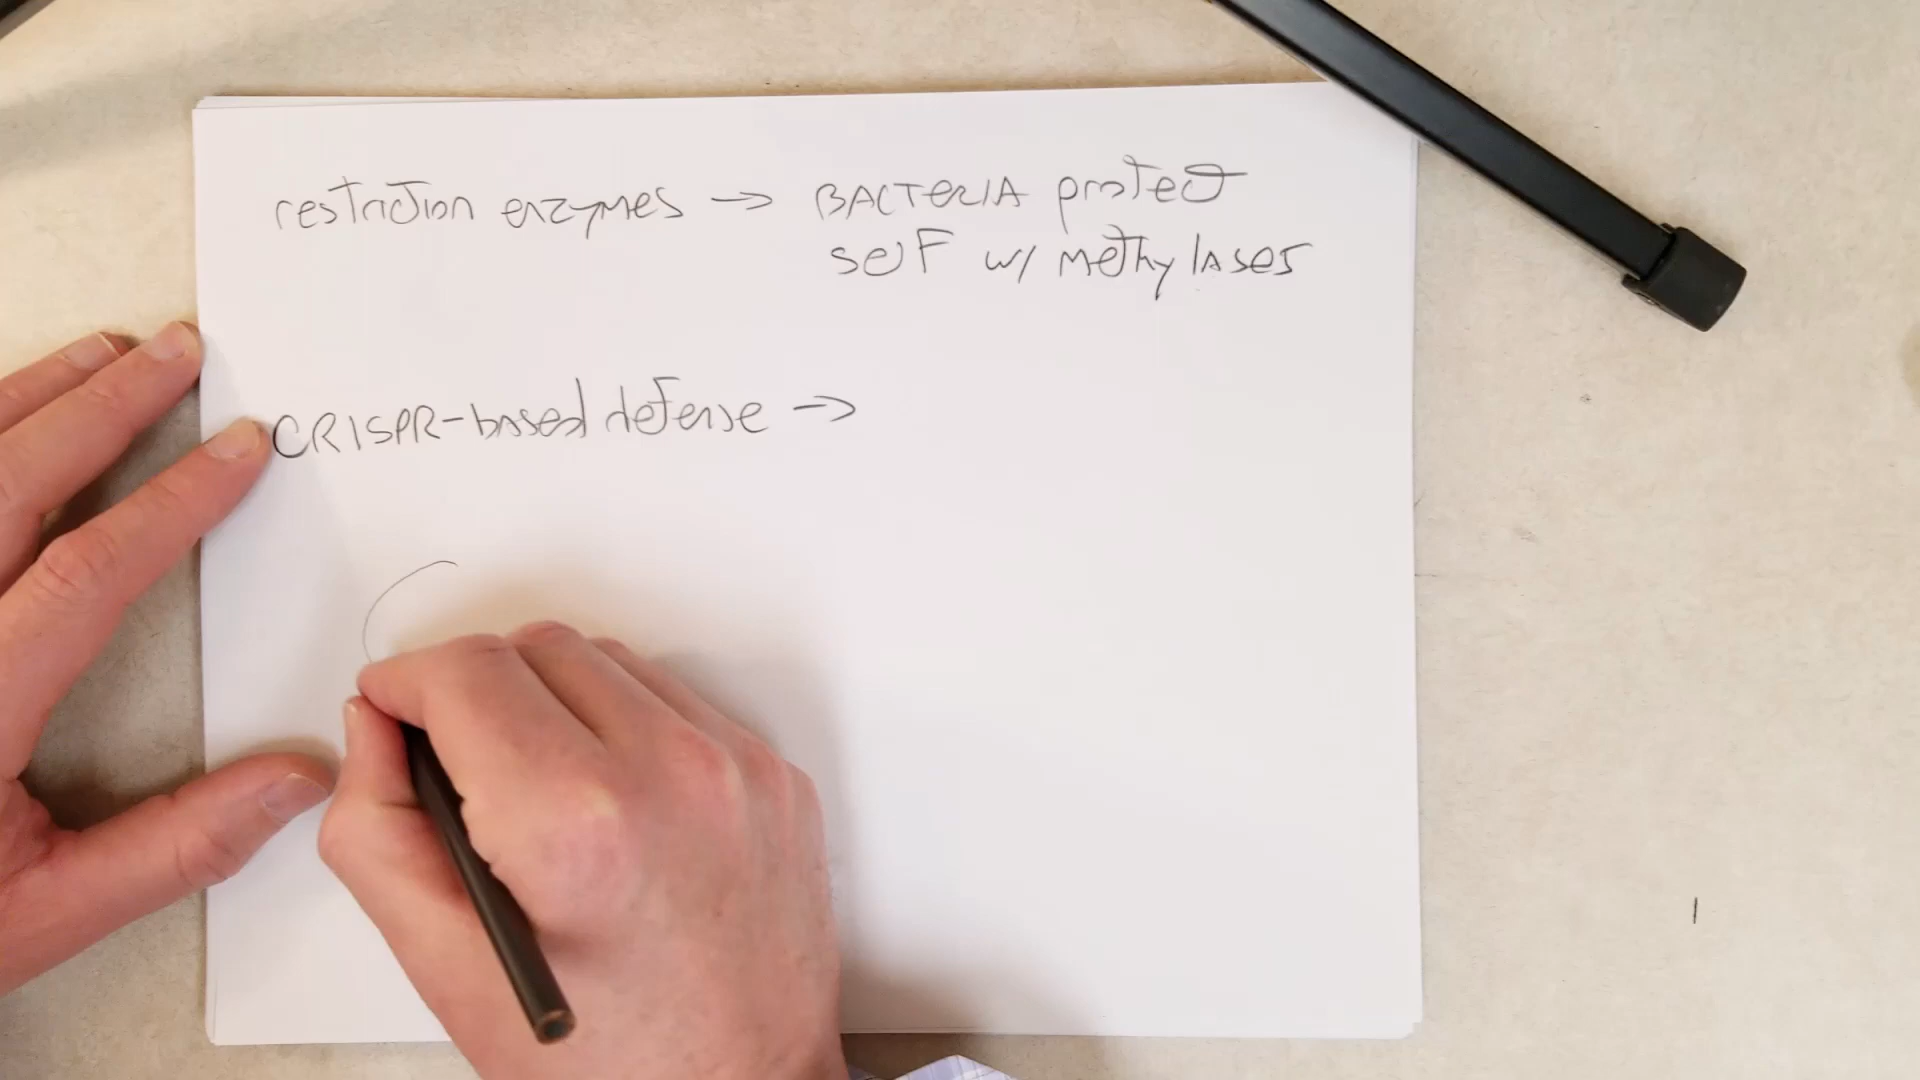 restriction enzymes → BACTERIA protect
self w/ methylases
CRISPR-based defense →